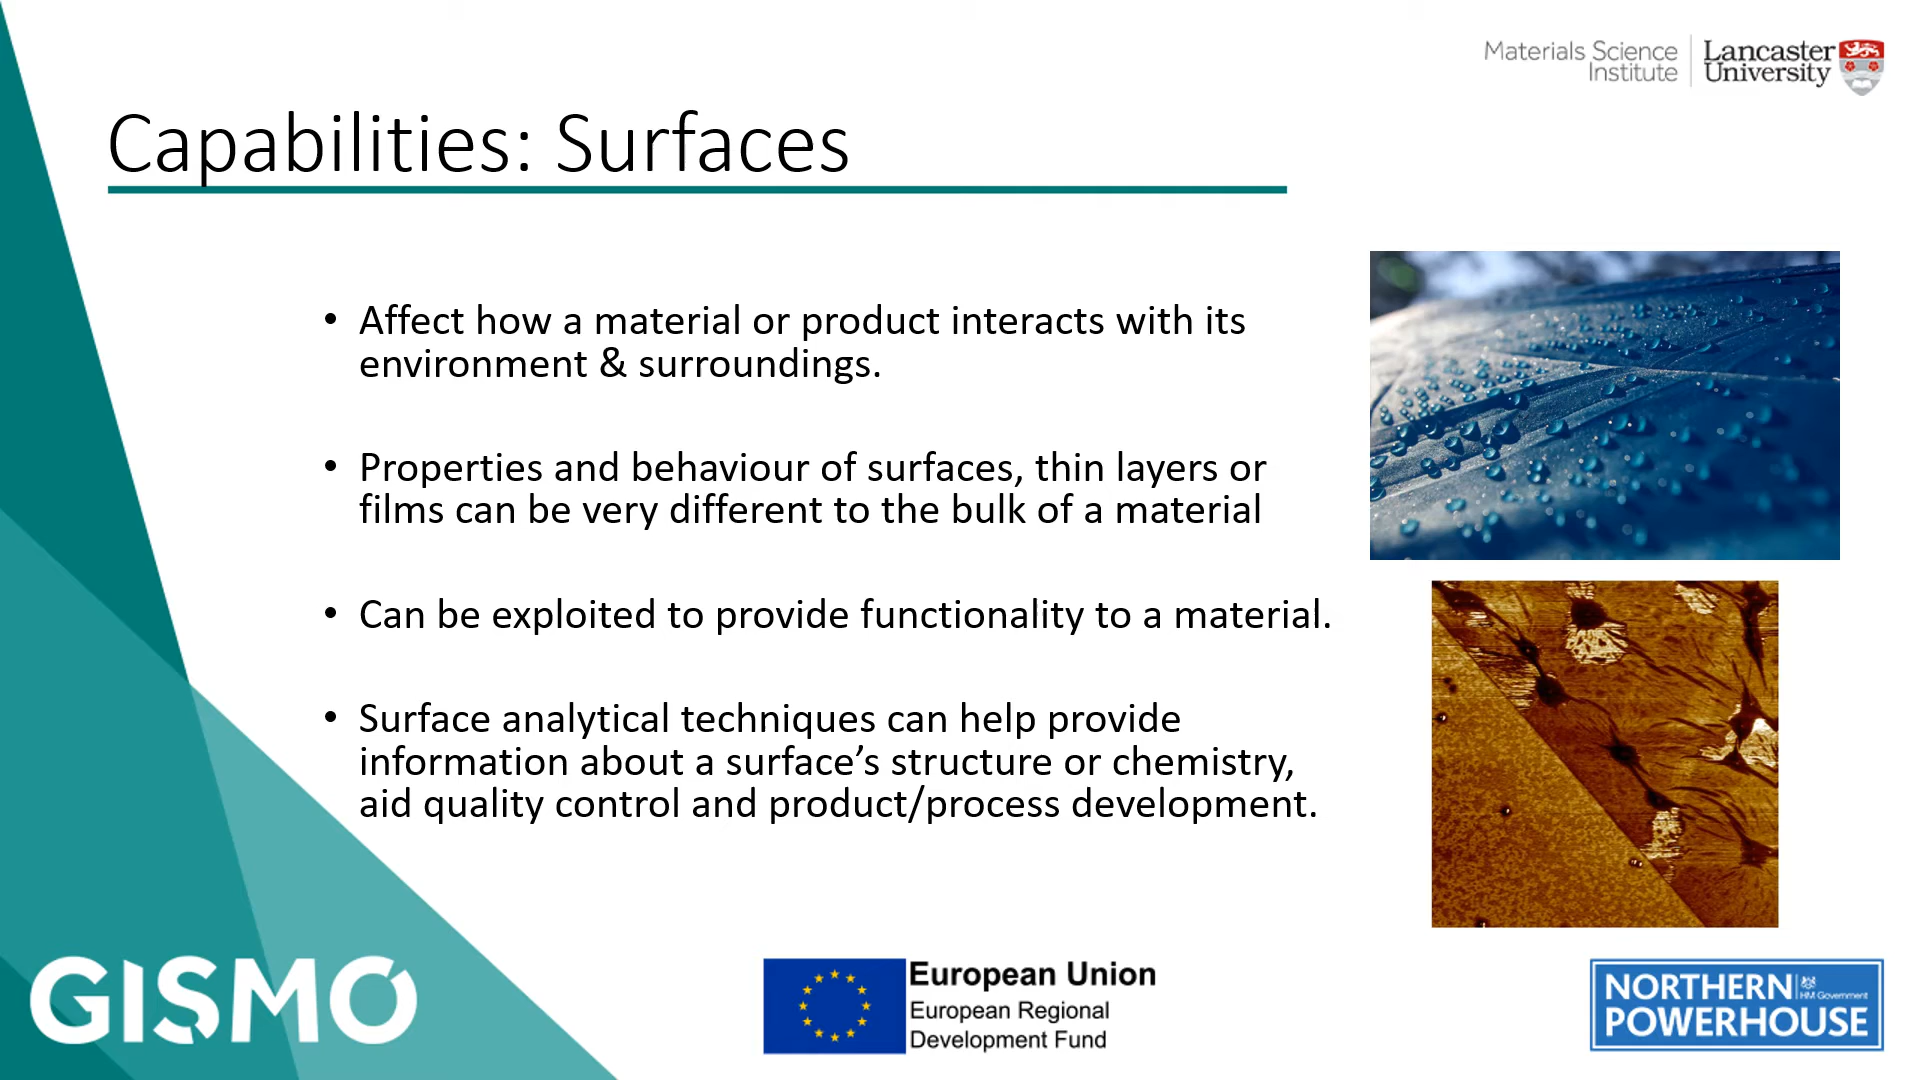 Materials Science
Institute
Lancaster
University
Capabilities: Surfaces
• Affect how a material or product interacts with its
environment & surroundings.
• Properties and behaviour of surfaces, thin layers or
films can be very different to the bulk of a material
• Can be exploited to provide functionality to a material.
• Surface analytical techniques can help provide
information about a surface’s structure or chemistry,
aid quality control and product/process development.
GISMO
European Union
European Regional
Development Fund
NORTHERN
HM Government
POWERHOUSE